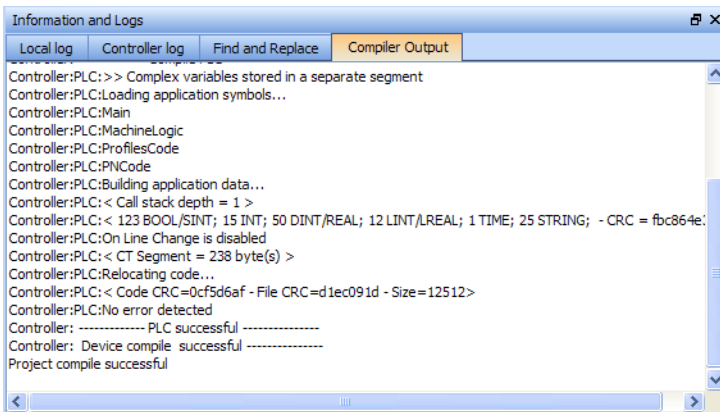 Information and Logs
Local log
Controller log
Find and Replace
Compiler Output
Controller:PLC:>> Complex variables stored in a separate segment
Controller:PLC:Loading application symbols...
Controller:PLC:Main
Controller:PLC:MachineLogic
Controller:PLC:ProfilesCode
Controller:PLC:PNCode
Controller:PLC:Building application data...
Controller:PLC:< Call stack depth = 1 >
Controller:PLC:< 123 BOOL/SINT; 15 INT; 50 DINT/REAL; 12 LINT/LREAL; 1 TIME; 25 STRING;  - CRC = fbc864e
Controller:PLC:On Line Change is disabled
Controller:PLC:< CT Segment = 238 byte(s) >
Controller:PLC:Relocating code...
Controller:PLC:< Code CRC=0cf5d6af - File CRC=d1ec091d - Size=12512>
Controller:PLC:No error detected
Controller: ------------- PLC successful ---------------
Controller:  Device compile  successful ---------------
Project compile successful